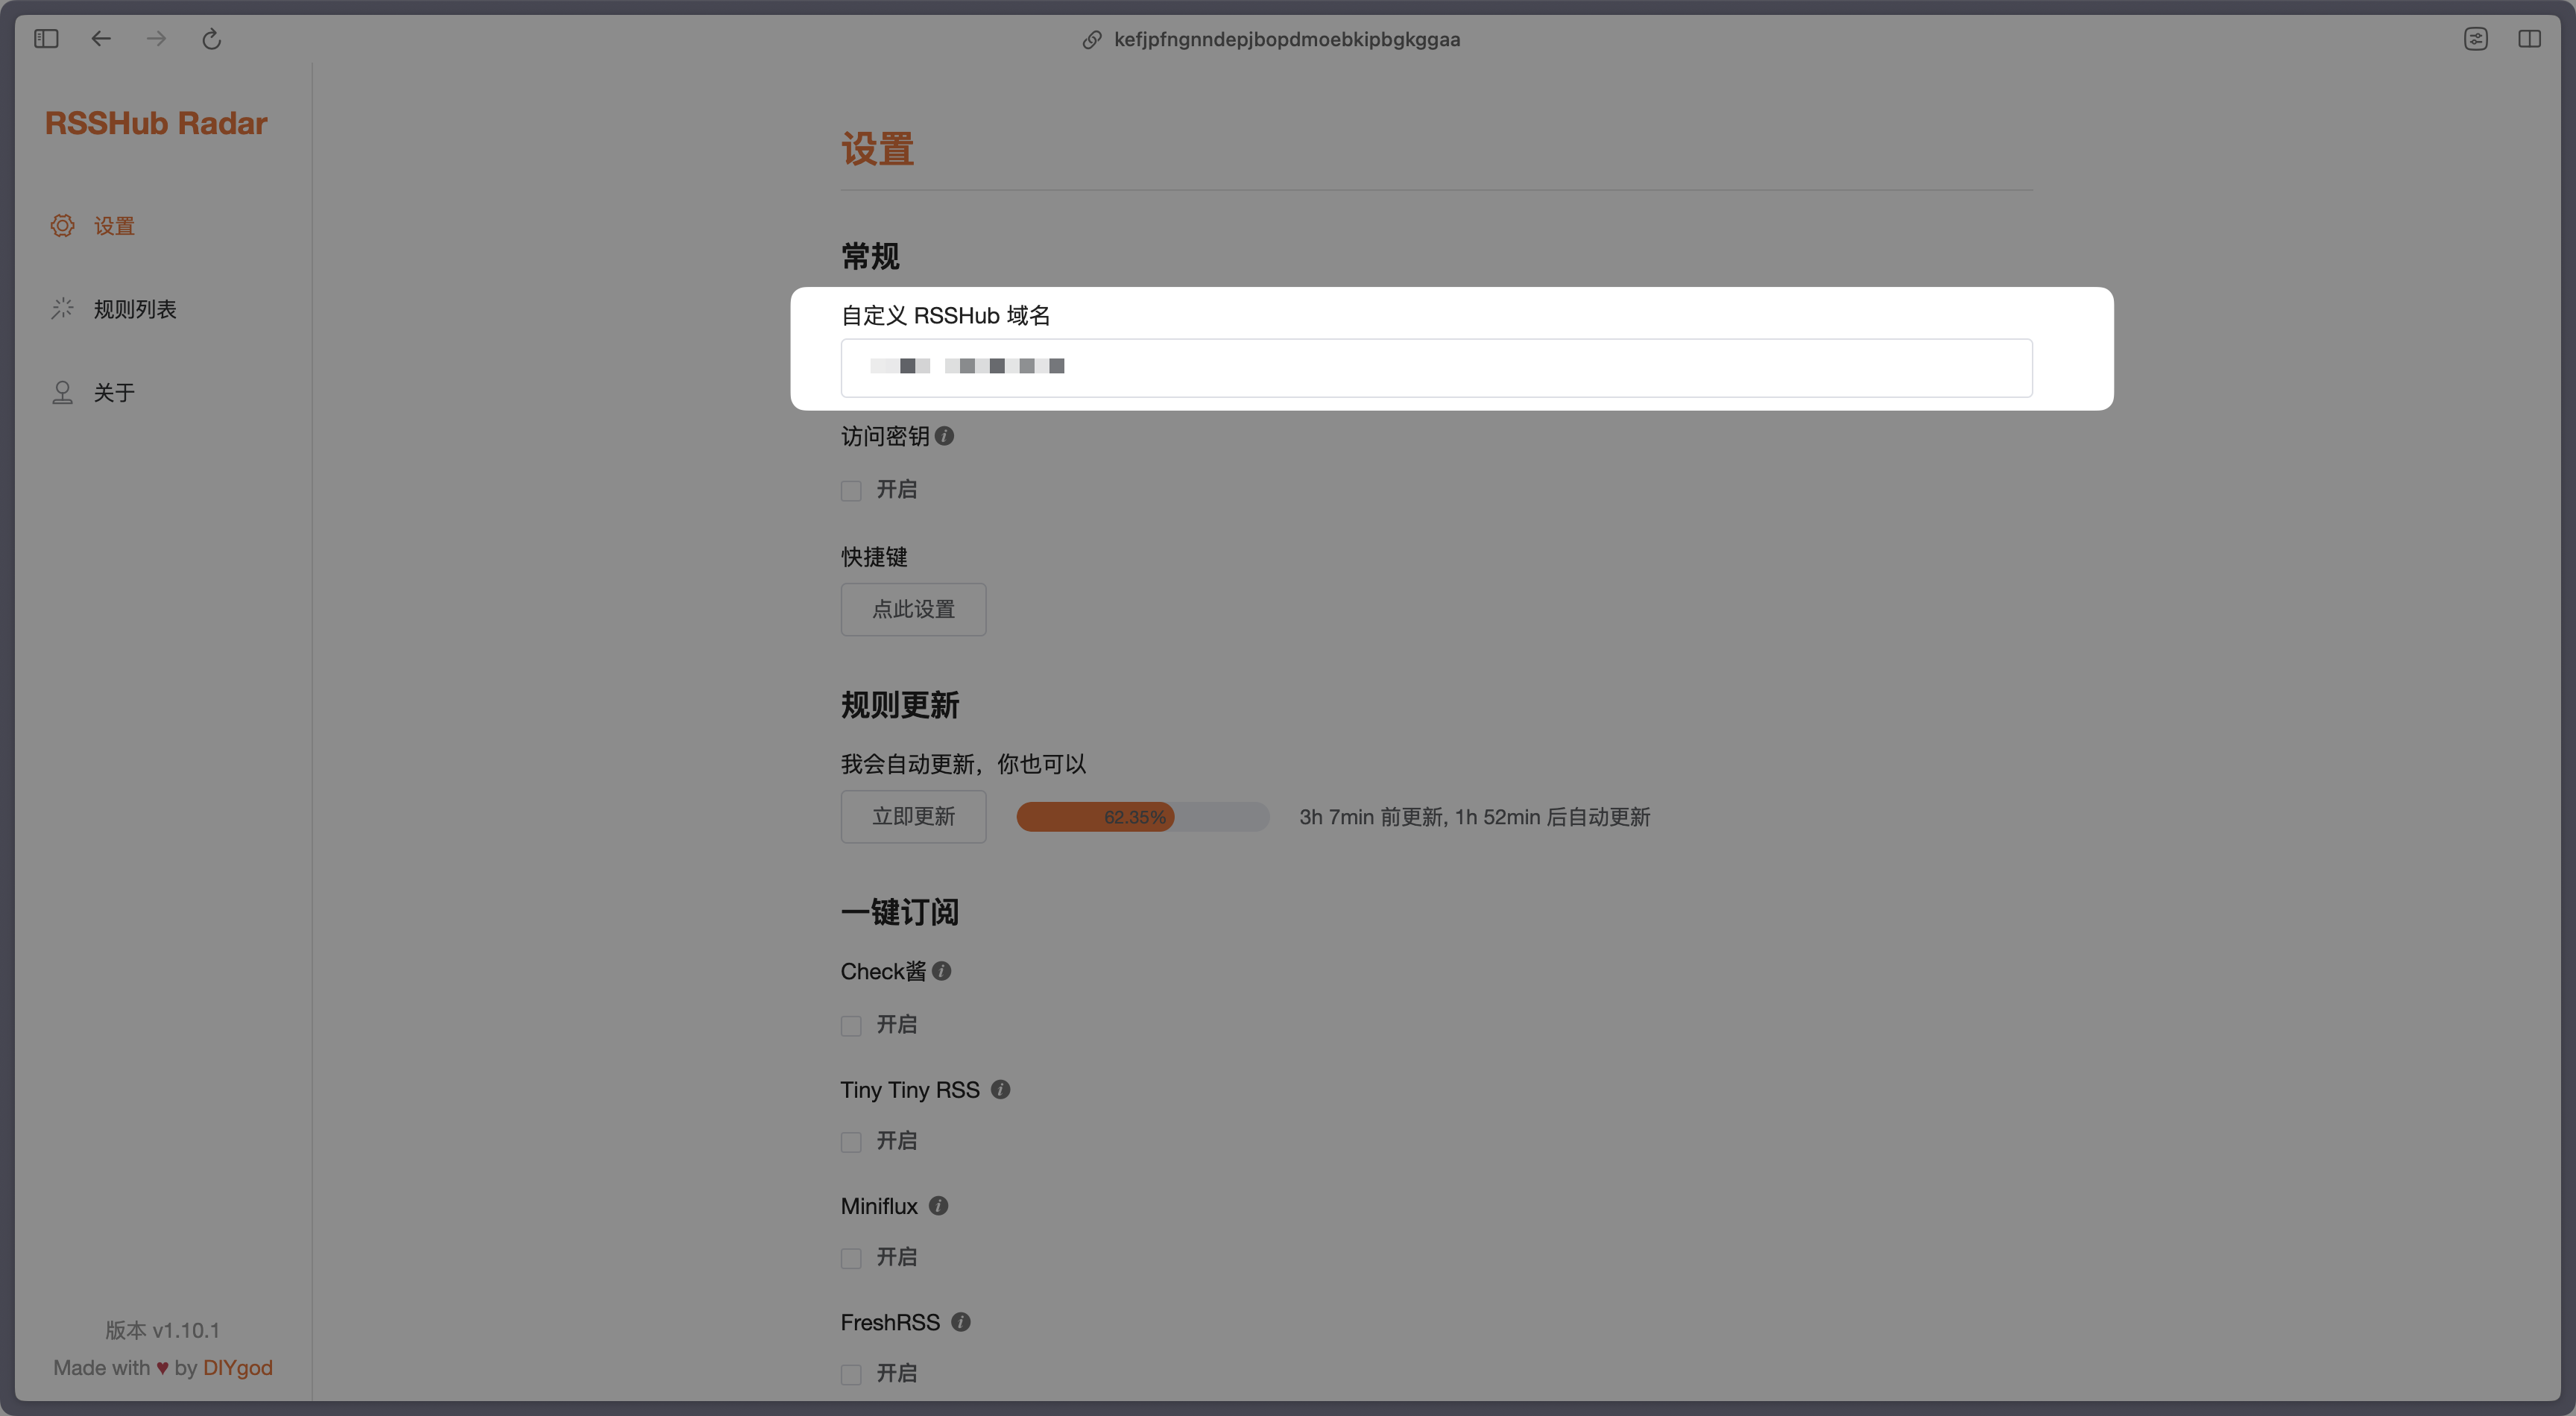 kefjpfngnndepjbopdmoebkipbgkggaa
RSSHub Radar
设置
规则列表
关于
版本 v1.10.1
Made with ♥ by DIYgod
设置
常规
自定义 RSSHub 域名
访问密钥
开启
快捷键
点此设置
规则更新
我会自动更新，你也可以
立即更新 62.35% 3h 7min 前更新, 1h 52min 后自动更新
一键订阅
Check酱
开启
Tiny Tiny RSS
开启
Miniflux
开启
FreshRSS
开启